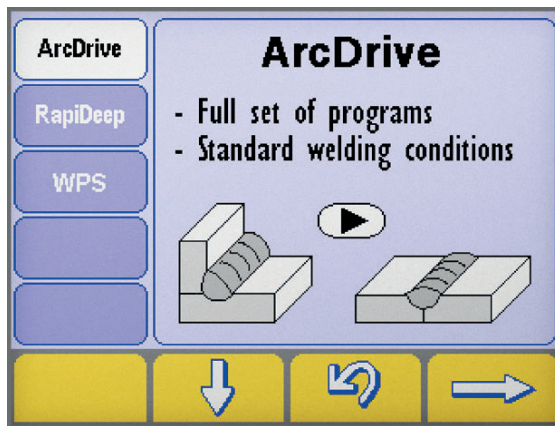 ArcDrive
RapiDeep
WPS
ArcDrive
- Full set of programs
- Standard welding conditions